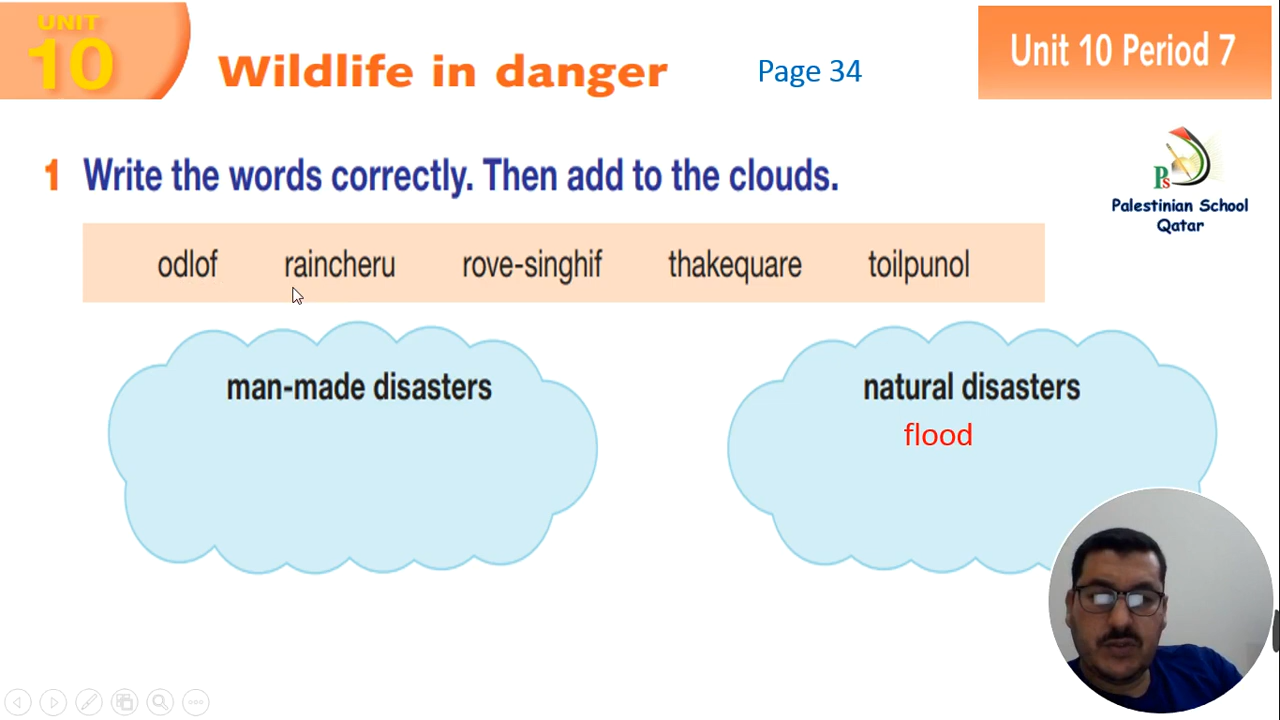 UNIT
10
Wildlife in danger
Page 34
Unit 10 Period 7
1 Write the words correctly. Then add to the clouds.
Ps
Palestinian School
Qatar
odlof raincheru rove-singhif thakequare toilpunol
man-made disasters
natural disasters
flood